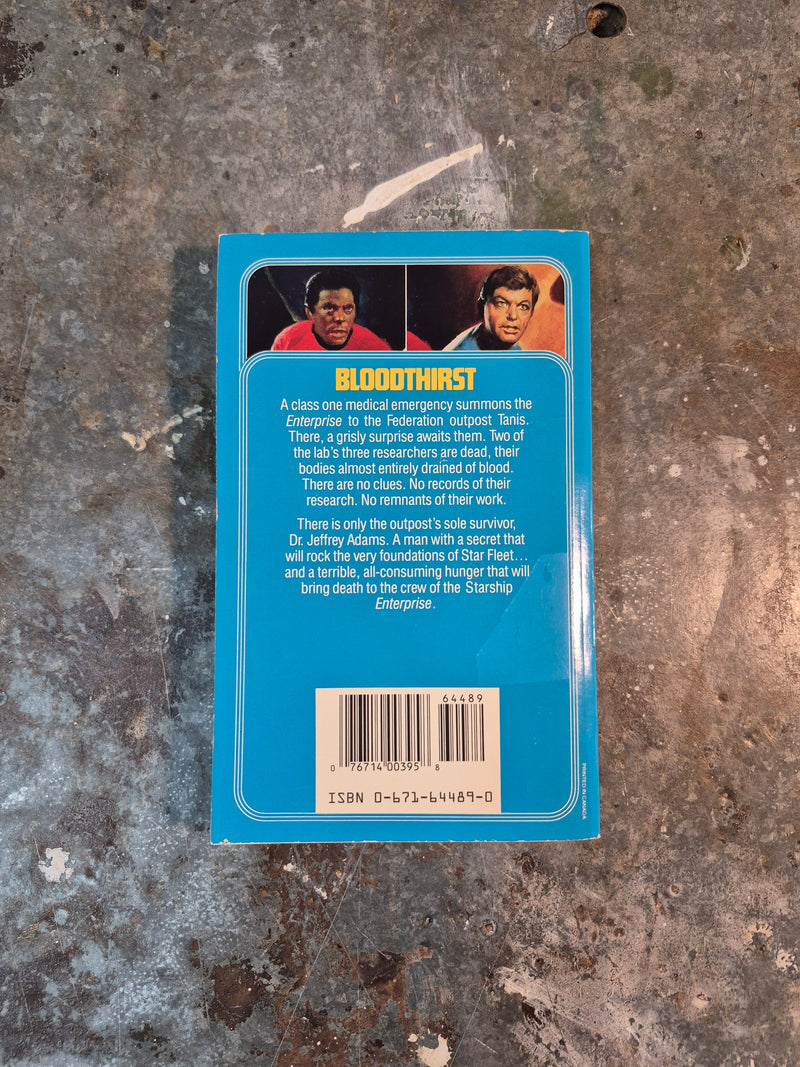 BLOODTHIRST
A class one medical emergency summons the
Enterprise to the Federation outpost Tanis.
There, a grisly surprise awaits them. Two of
the lab's three researchers are dead, their
bodies almost entirely drained of blood.
There are no clues. No records of their
research. No remnants of their work.
There is only the outpost's sole survivor,
Dr. Jeffrey Adams. A man with a secret that
will rock the very foundations of Star Fleet...
and a terrible, all-consuming hunger that will
bring death to the crew of the Starship
Enterprise.
64489
0 76714 00395 8
ISBN 0-671-64489-0
PRINTED IN CANADA